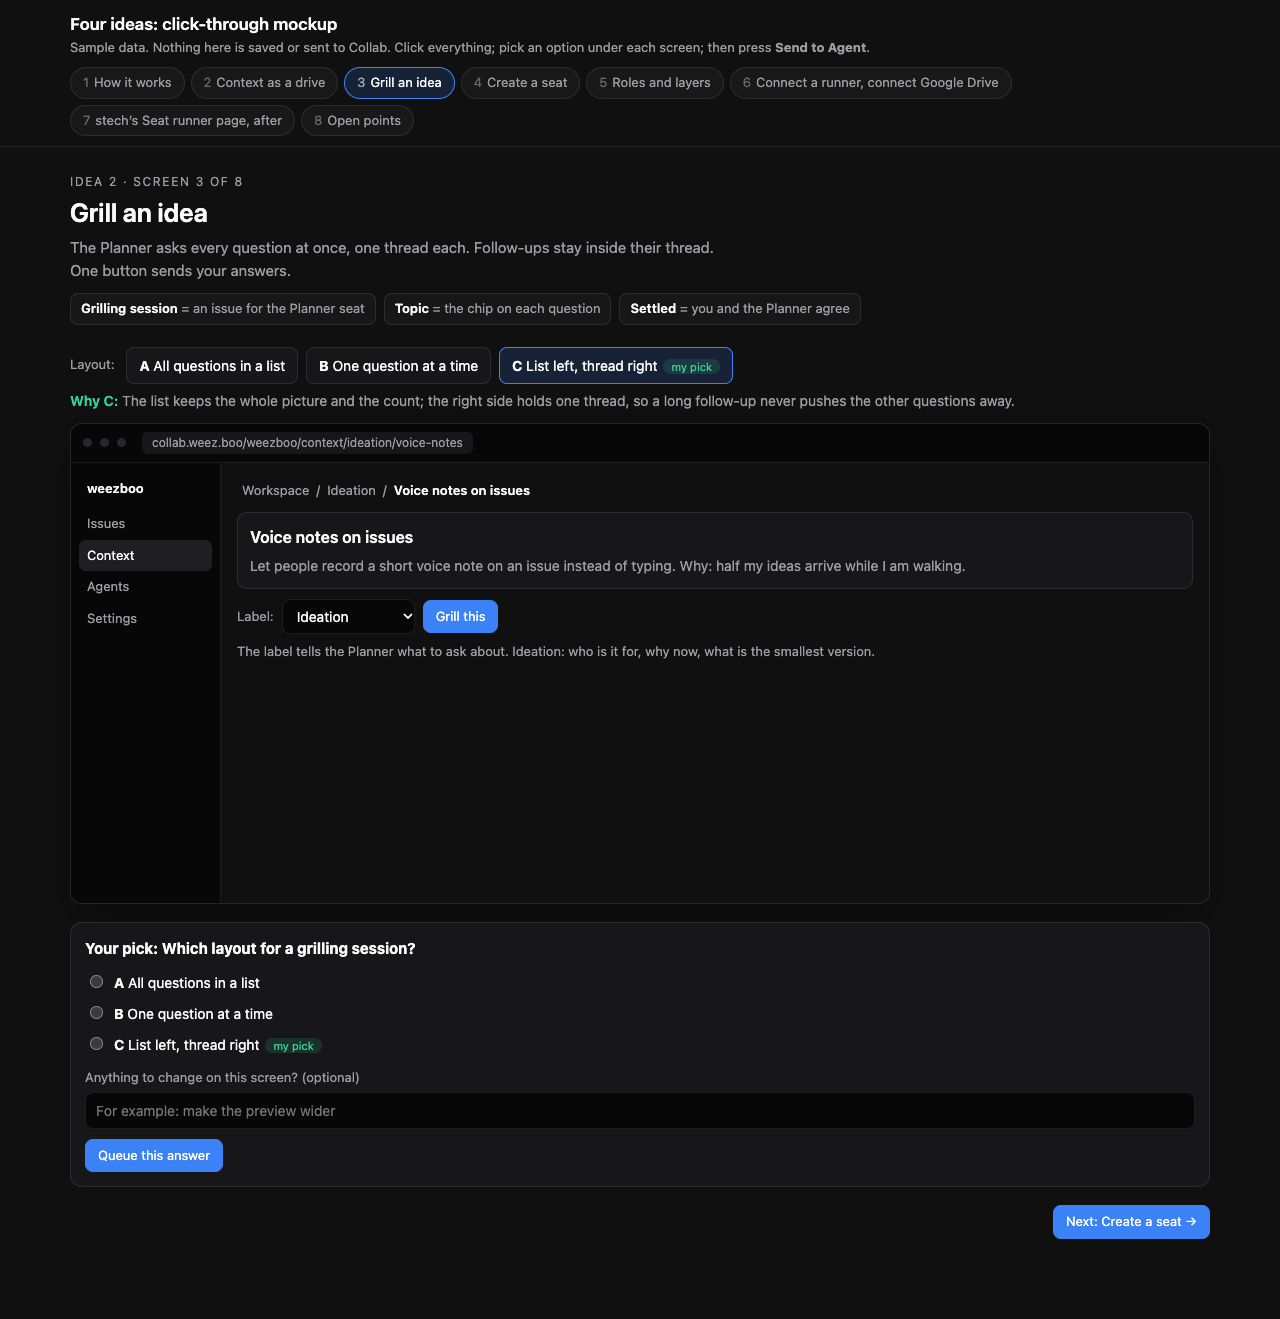 Four ideas: click-through mockup
Sample data. Nothing here is saved or sent to Collab. Click everything; pick an option under each screen; then press Send to Agent.
1 How it works
2 Context as a drive
3 Grill an idea
4 Create a seat
5 Roles and layers
6 Connect a runner, connect Google Drive
7 stech’s Seat runner page, after
8 Open points
IDEA 2 · SCREEN 3 OF 8
Grill an idea
The Planner asks every question at once, one thread each. Follow-ups stay inside their thread.
One button sends your answers.
Grilling session = an issue for the Planner seat
Topic = the chip on each question
Settled = you and the Planner agree
Layout:
A All questions in a list
B One question at a time
C List left, thread right my pick
Why C: The list keeps the whole picture and the count; the right side holds one thread, so a long follow-up never pushes the other questions away.
collab.weez.boo/weezboo/context/ideation/voice-notes
weezboo
Issues
Context
Agents
Settings
Workspace / Ideation / Voice notes on issues
Voice notes on issues
Let people record a short voice note on an issue instead of typing. Why: half my ideas arrive while I am walking.
Label: Ideation Grill this
The label tells the Planner what to ask about. Ideation: who is it for, why now, what is the smallest version.
Your pick: Which layout for a grilling session?
A All questions in a list
B One question at a time
C List left, thread right my pick
Anything to change on this screen? (optional)
For example: make the preview wider
Queue this answer
Next: Create a seat →